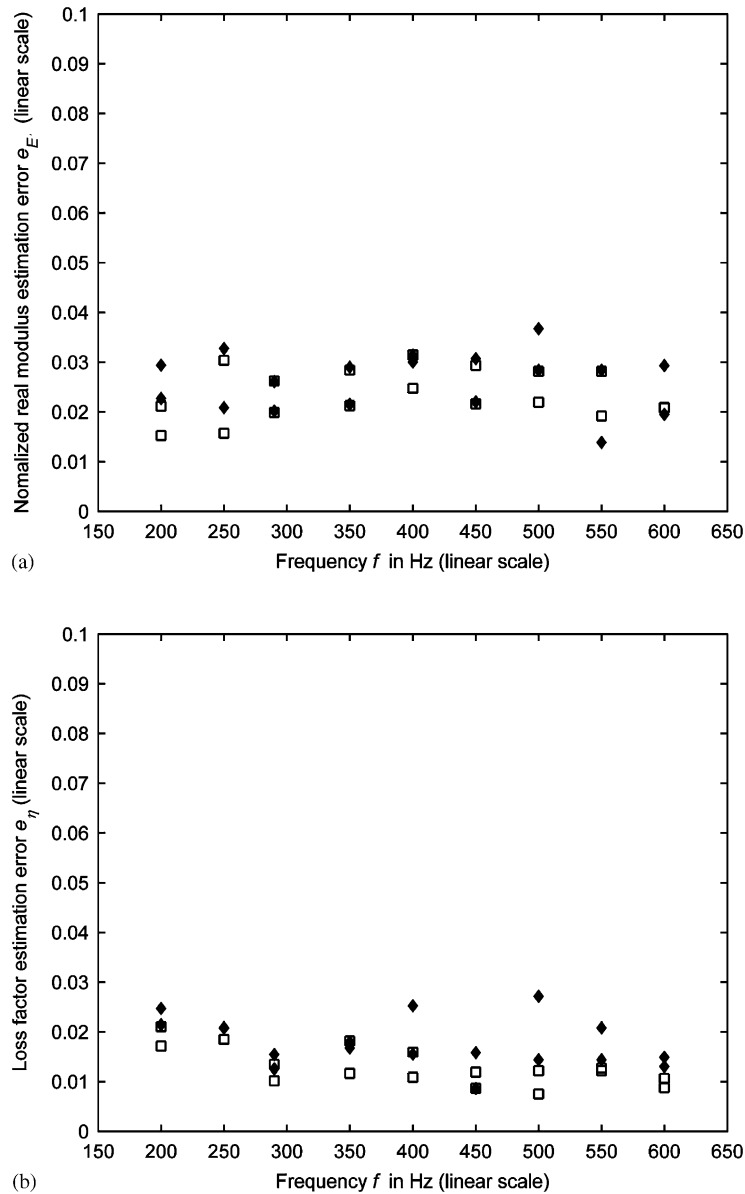 0.1
0.09
0.08
0.07
0.06
0.05
0.04
0.03
0.02
0.01
0
Nomalized real modulus estimation error e_E' (linear scale)
150 200 250 300 350 400 450 500 550 600 650
(a)
Frequency f in Hz (linear scale)
0.1
0.09
0.08
0.07
0.06
0.05
0.04
0.03
0.02
0.01
0
Loss factor estimation error e_η (linear scale)
150 200 250 300 350 400 450 500 550 600 650
(b)
Frequency f in Hz (linear scale)